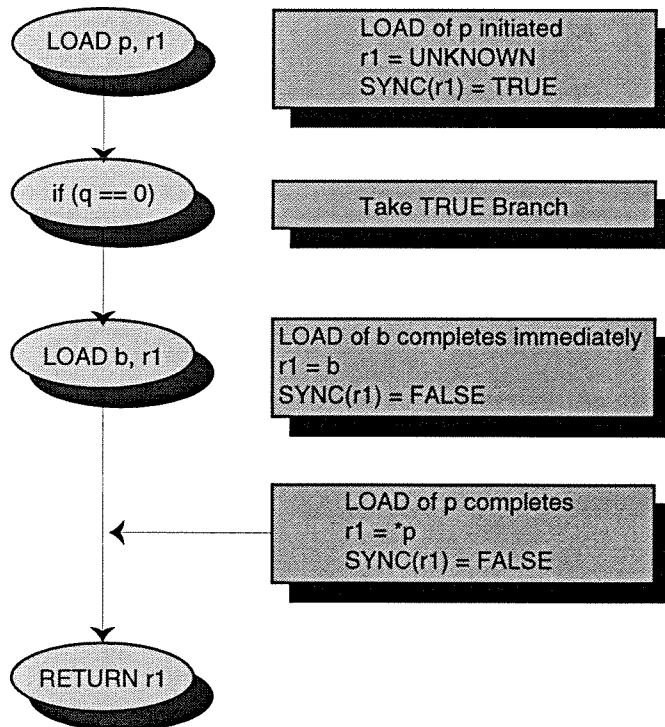 LOAD p, r1
LOAD of p initiated
r1 = UNKNOWN
SYNC(r1) = TRUE
if (q == 0)
Take TRUE Branch
LOAD b, r1
LOAD of b completes immediately
r1 = b
SYNC(r1) = FALSE
LOAD of p completes
r1 = *p
SYNC(r1) = FALSE
RETURN r1